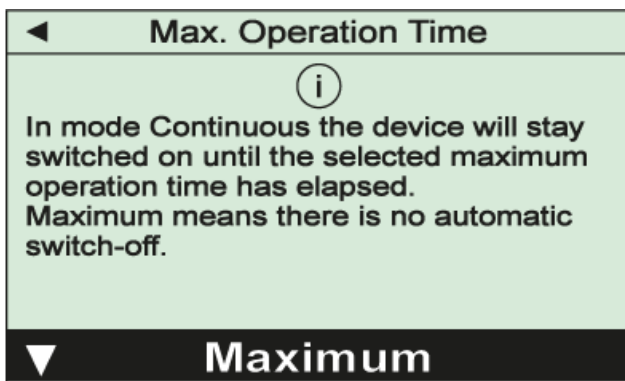 Max. Operation Time
i
In mode Continuous the device will stay
switched on until the selected maximum
operation time has elapsed.
Maximum means there is no automatic
switch-off.
Maximum